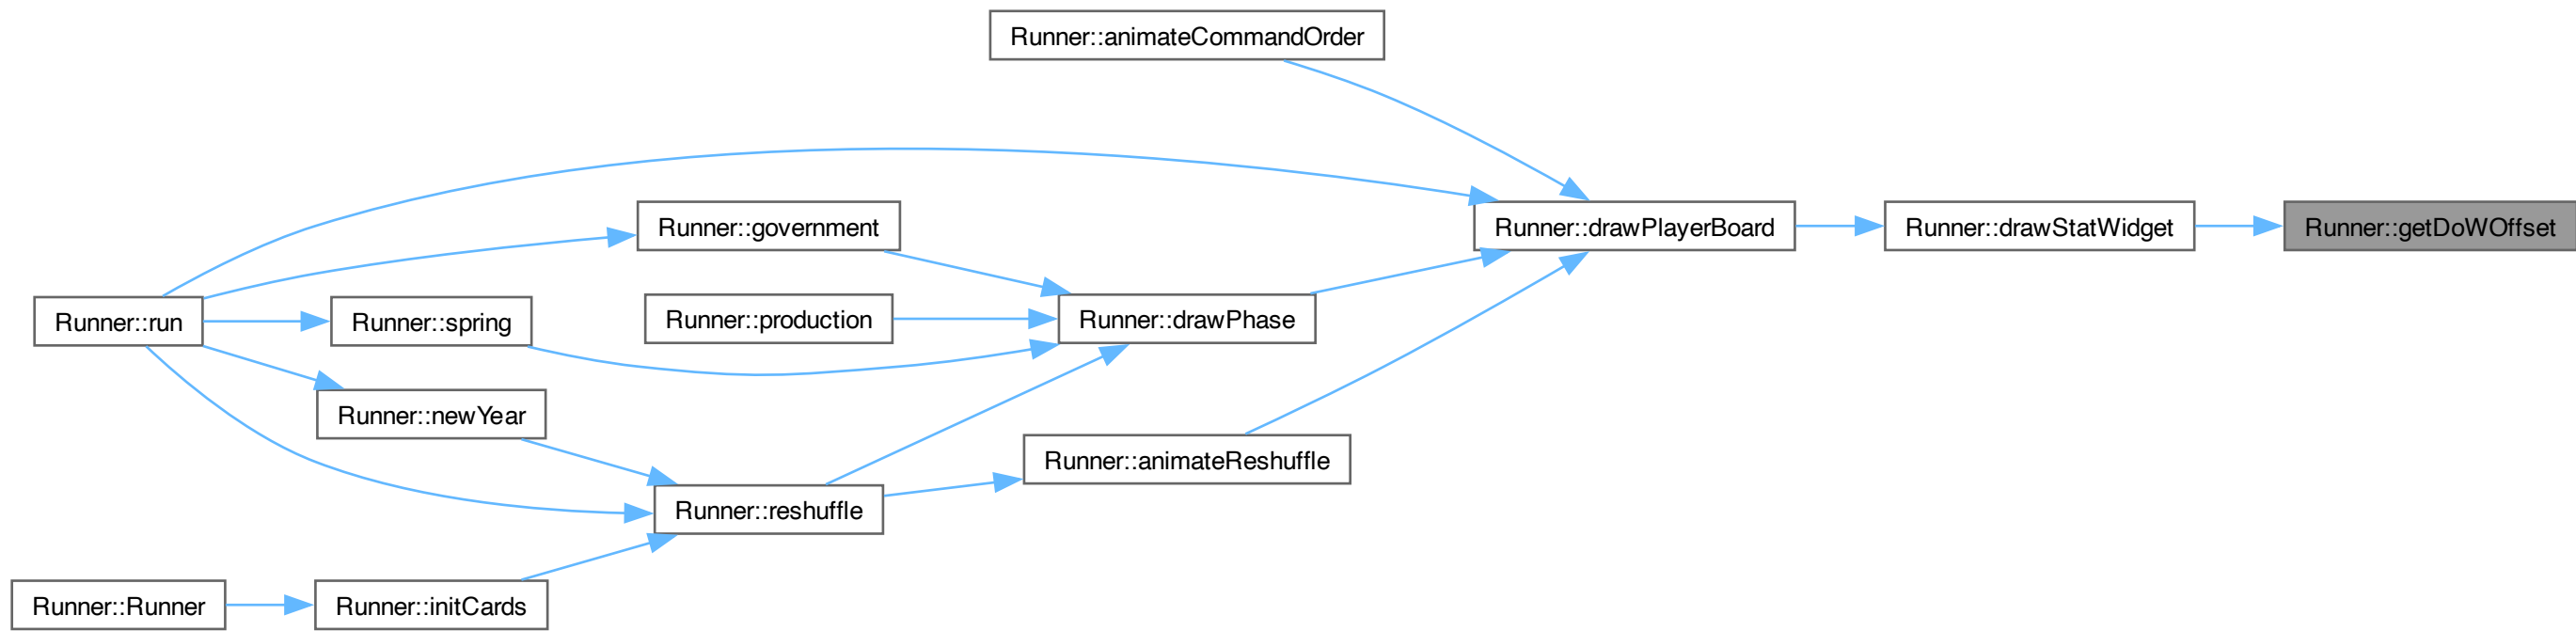 Runner::animateCommandOrder
Runner::government
Runner::drawPlayerBoard
Runner::drawStatWidget
Runner::getDoWOffset
Runner::run
Runner::spring
Runner::production
Runner::drawPhase
Runner::newYear
Runner::animateReshuffle
Runner::reshuffle
Runner::Runner
Runner::initCards